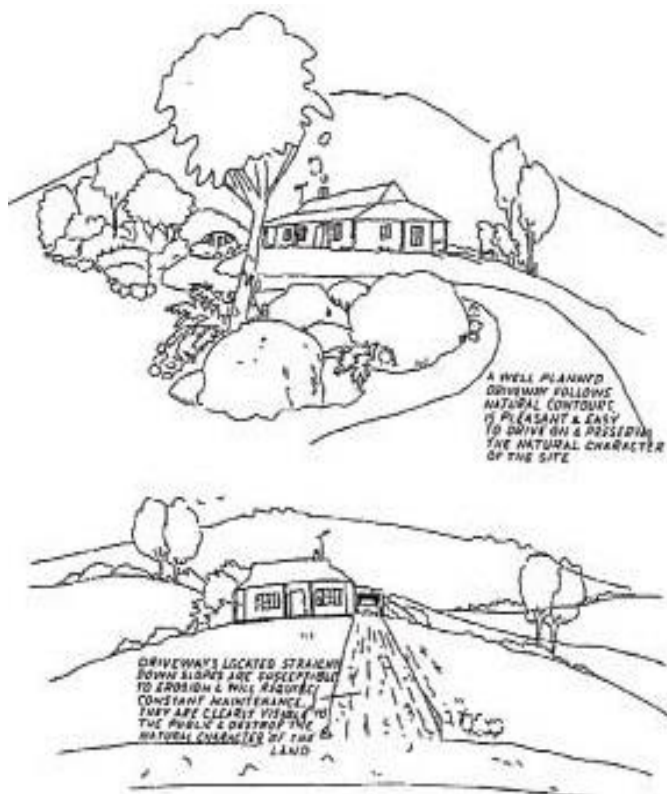 A WELL PLANNED
DRIVEWAY FOLLOWS
NATURAL CONTOURS,
IS PLEASANT & EASY
TO DRIVE ON & PRESERVES
THE NATURAL CHARACTER
OF THE SITE
DRIVEWAYS LOCATED STRAIGHT
DOWN SLOPES ARE SUSCEPTIBLE
TO EROSION & WILL REQUIRE
CONSTANT MAINTENANCE.
THEY ARE CLEARLY VISIBLE TO
THE PUBLIC & DESTROY THE
NATURAL CHARACTER OF THE
LAND